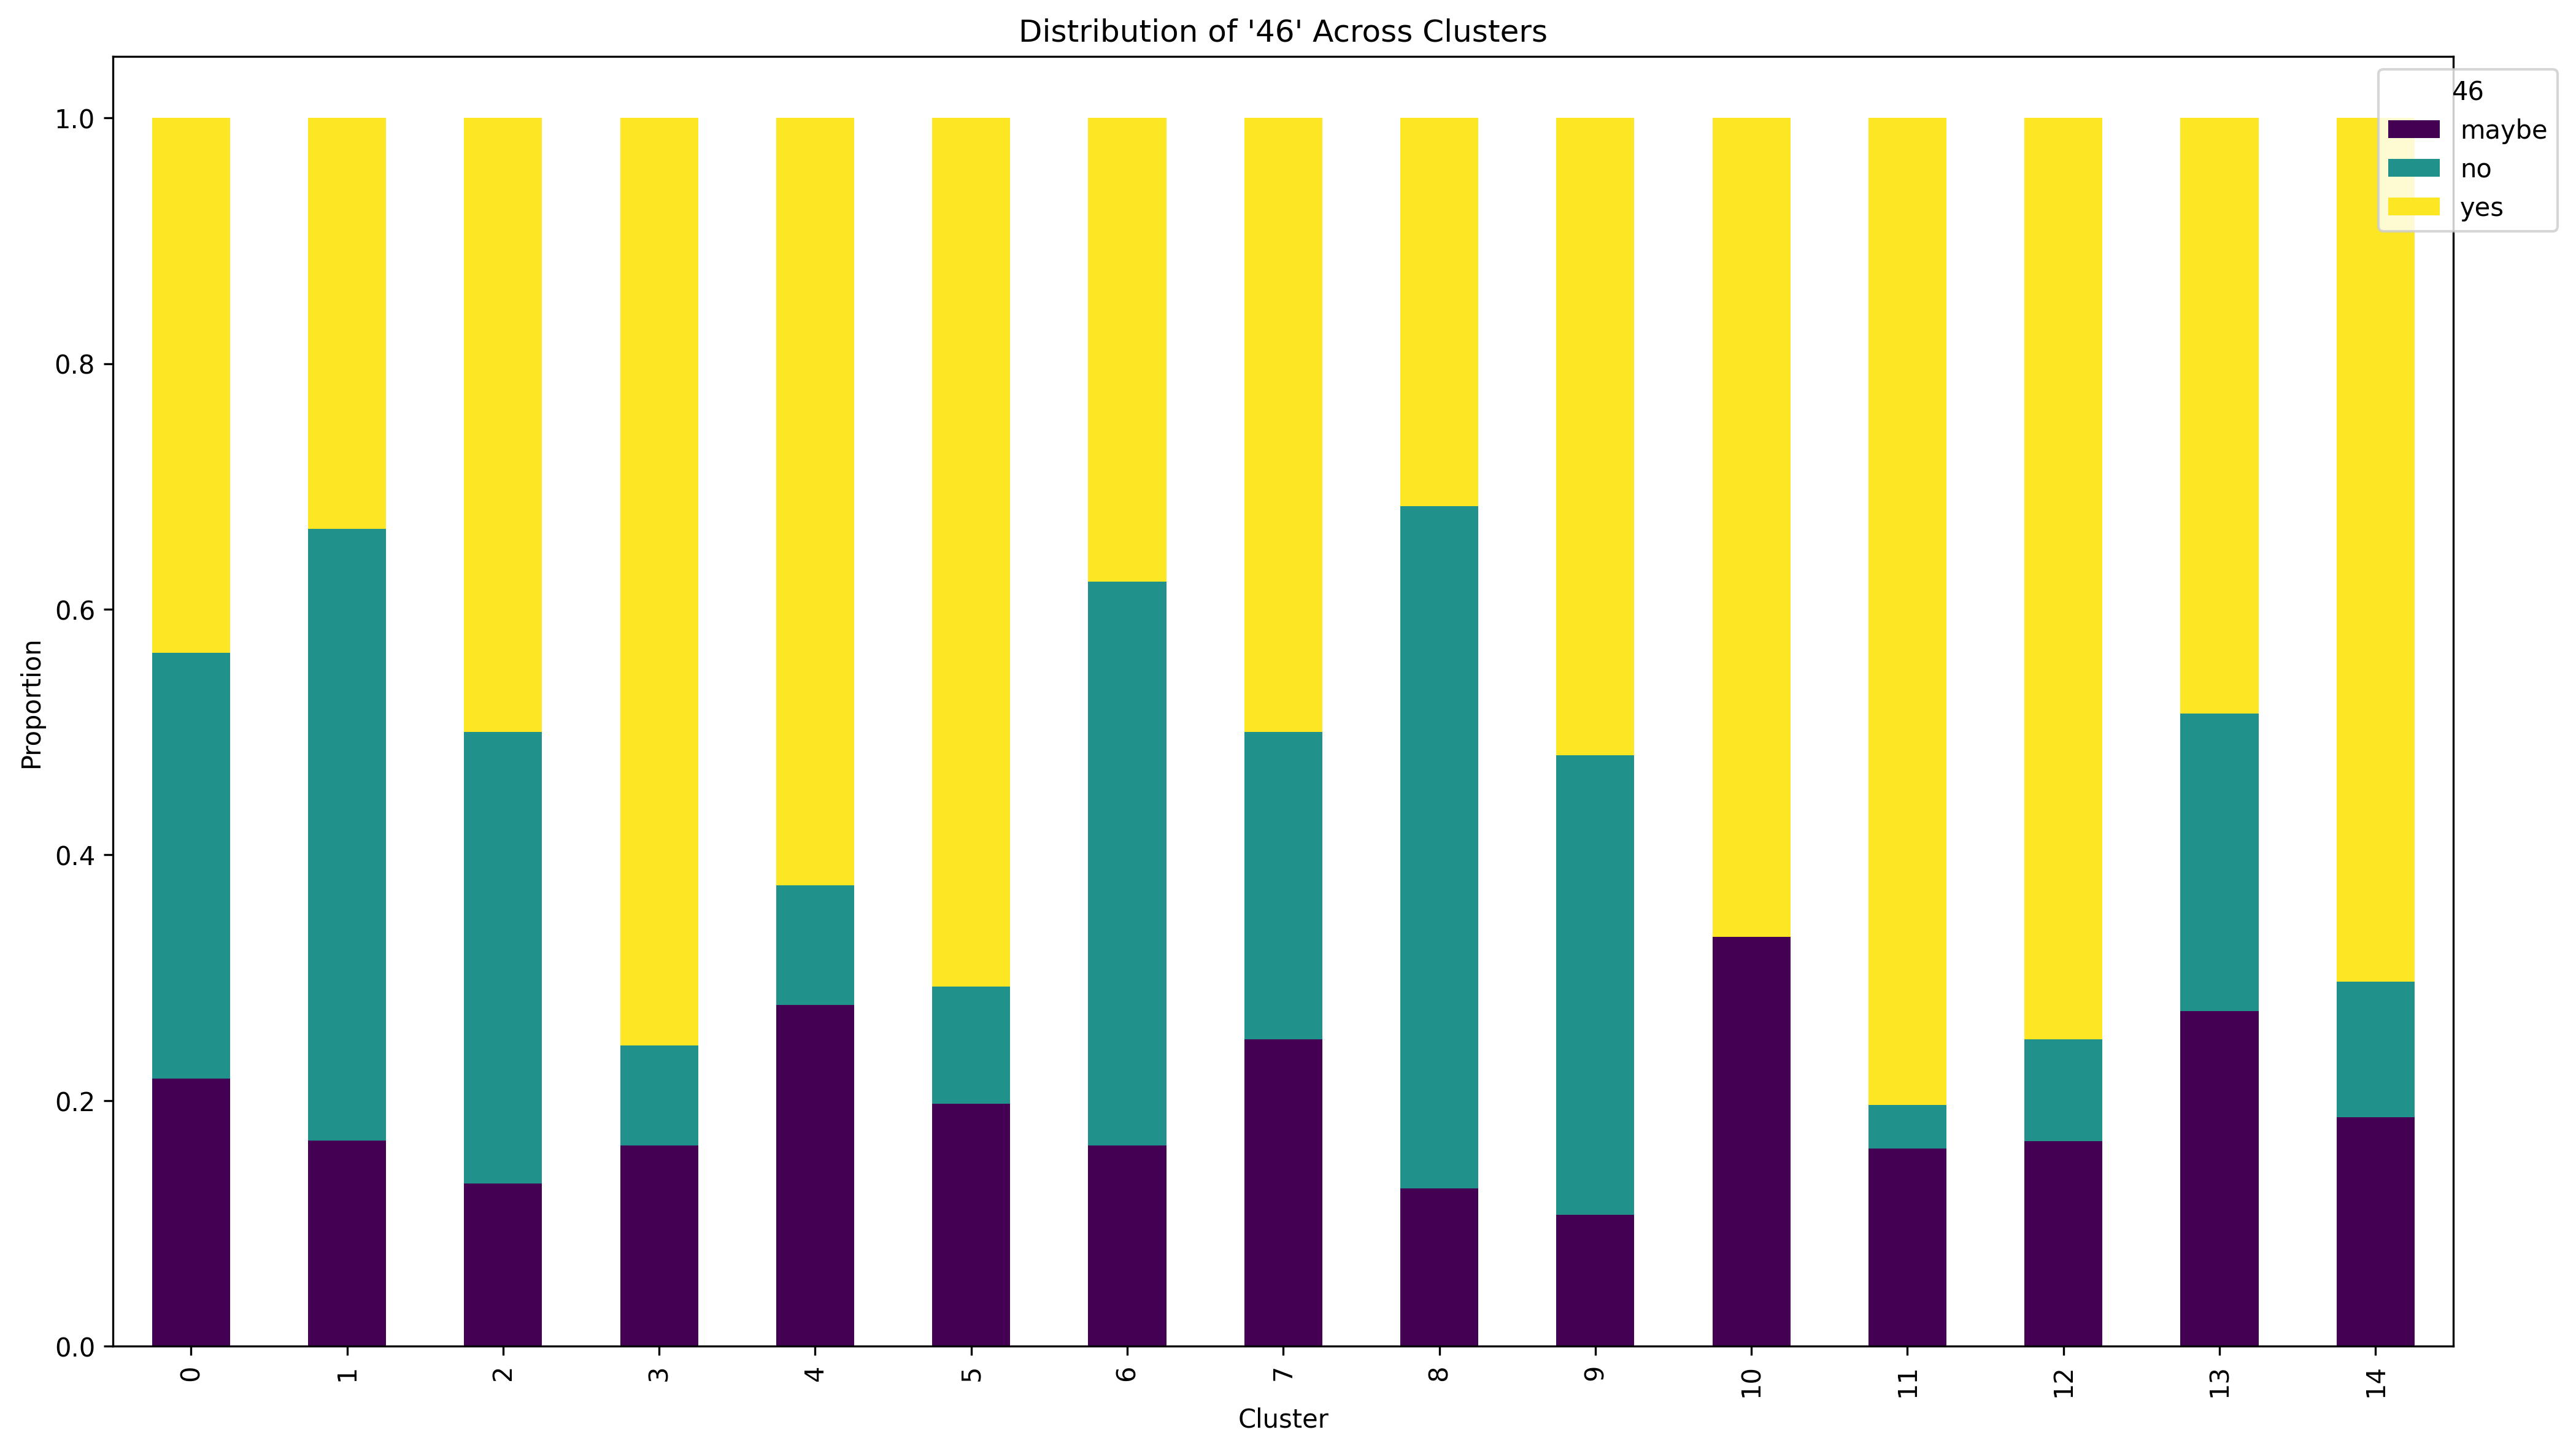 Distribution of '46' Across Clusters
46
maybe
no
yes
Proportion
1.0
0.8
0.6
0.4
0.2
0.0
0 1 2 3 4 5 6 7 8 9 10 11 12 13 14
Cluster